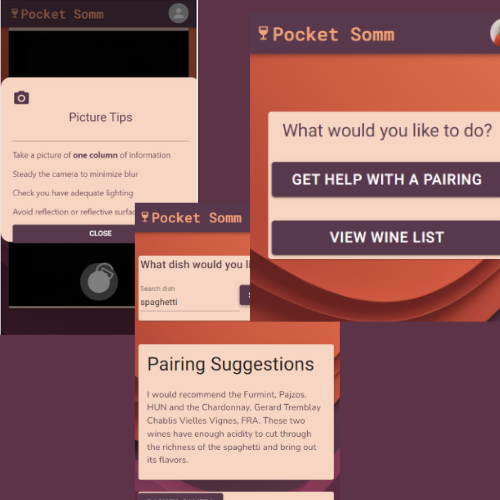 Pocket Somm
Picture Tips
Take a picture of one column of information
Steady the camera to minimize blur
Check you have adequate lighting
Avoid reflection or reflective
CLOSE
Pocket Somm
What would you like to do?
GET HELP WITH A PAIRING
VIEW WINE LIST
Pocket Somm
What dish would you
Search dish
spaghetti
Pairing Suggestions
I would recommend the Furmint, Pajzos,
HUN and the Chardonnay, Gerard Tremblay
Chablis Vielles Vignes, FRA. These two
wines have enough acidity to cut through
the richness of the spaghetti and bring out
its flavors.